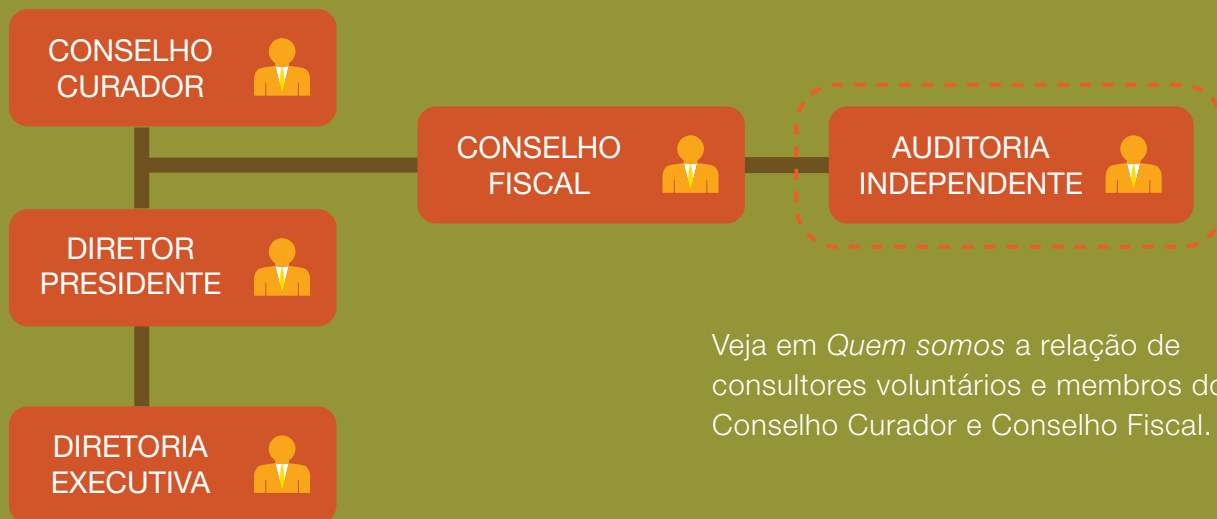 CONSELHO
CURADOR
CONSELHO
FISCAL
AUDITORIA
INDEPENDENTE
DIRETOR
PRESIDENTE
Veja em Quem somos a relação de
consultores voluntários e membros do
Conselho Curador e Conselho Fiscal.
DIRETORIA
EXECUTIVA